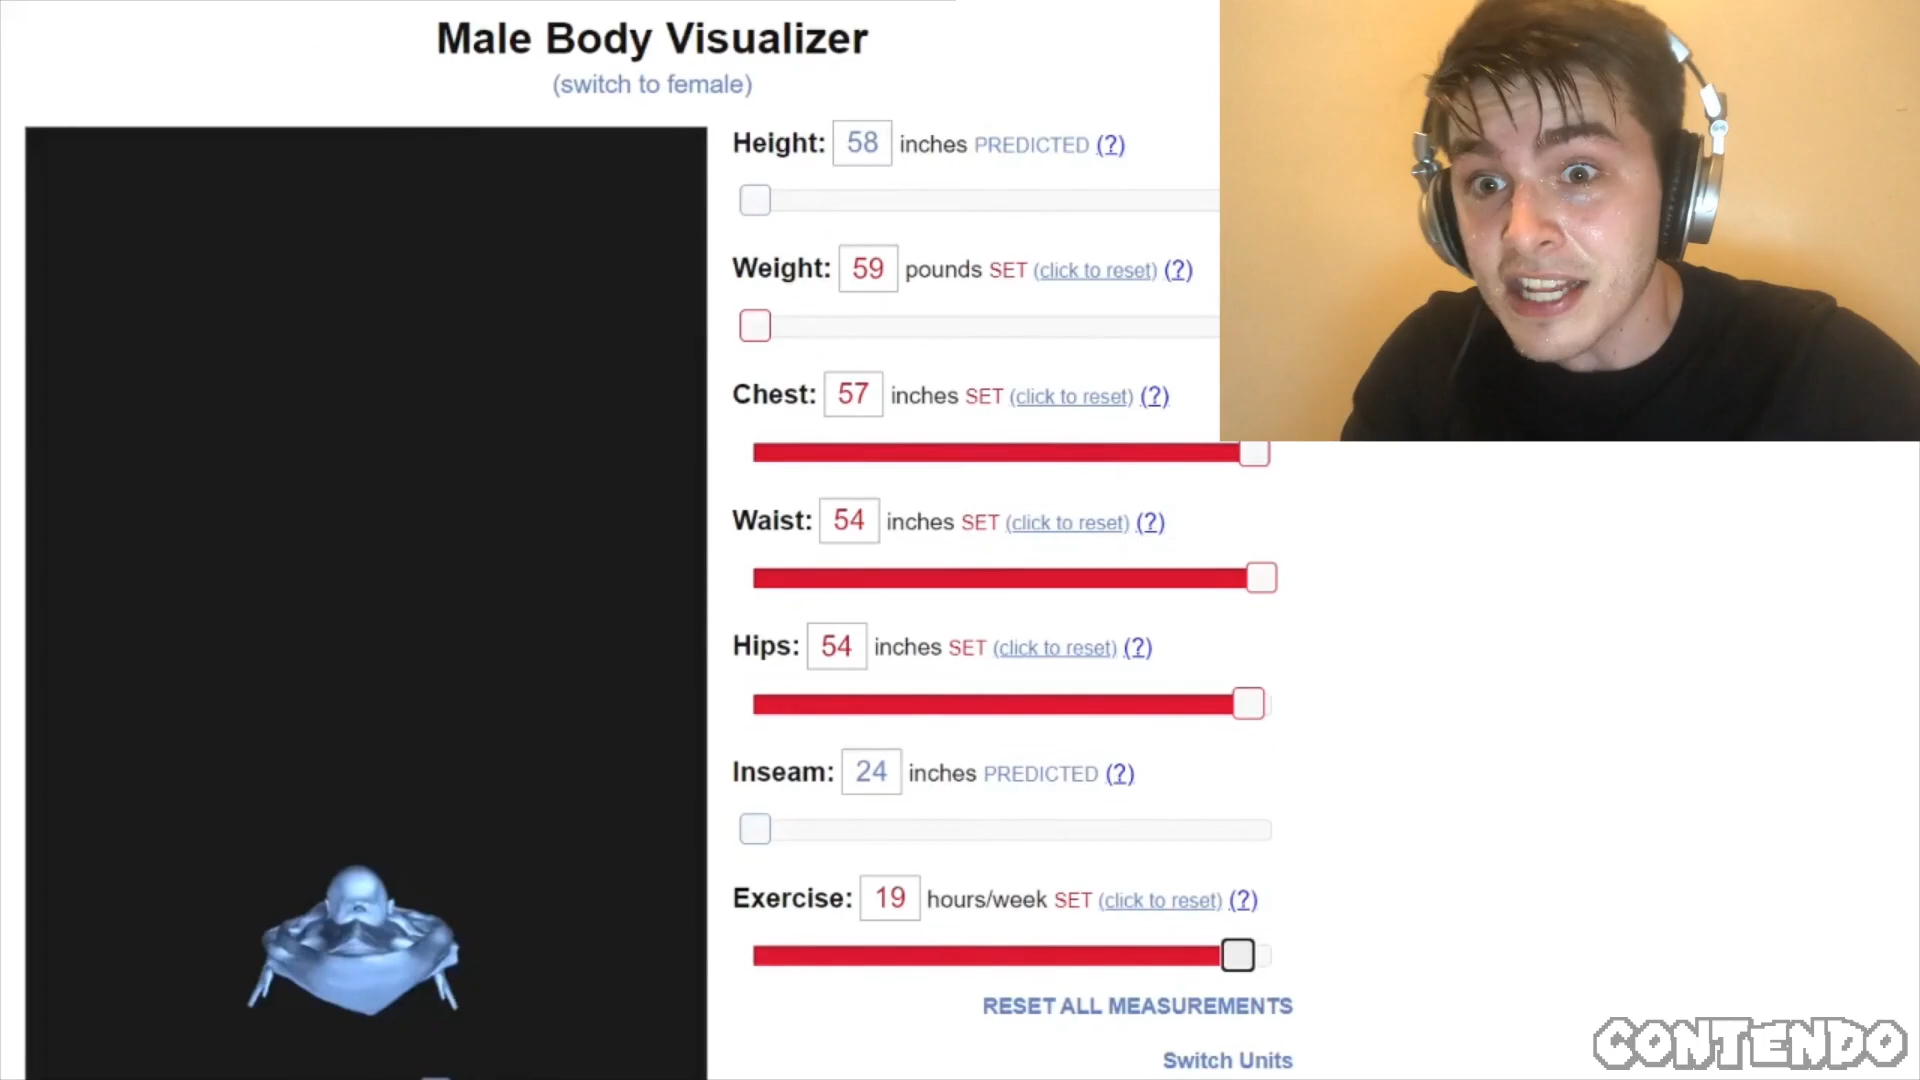 Male Body Visualizer
(switch to female)
Height: 58 inches PREDICTED (?)
Weight: 59 pounds SET (click to reset) (?)
Chest: 57 inches SET (click to reset) (?)
Waist: 54 inches SET (click to reset) (?)
Hips: 54 inches SET (click to reset) (?)
Inseam: 24 inches PREDICTED (?)
Exercise: 19 hours/week SET (click to reset) (?)
RESET ALL MEASUREMENTS
Switch Units
CONTENDO